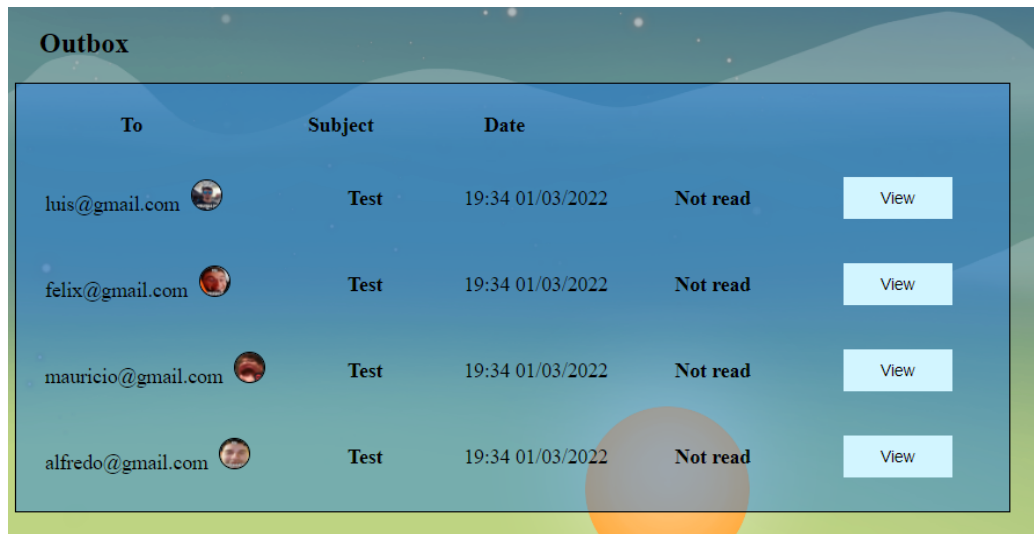 Outbox
To Subject Date
luis@gmail.com Test 19:34 01/03/2022 Not read View
felix@gmail.com Test 19:34 01/03/2022 Not read View
mauricio@gmail.com Test 19:34 01/03/2022 Not read View
alfredo@gmail.com Test 19:34 01/03/2022 Not read View